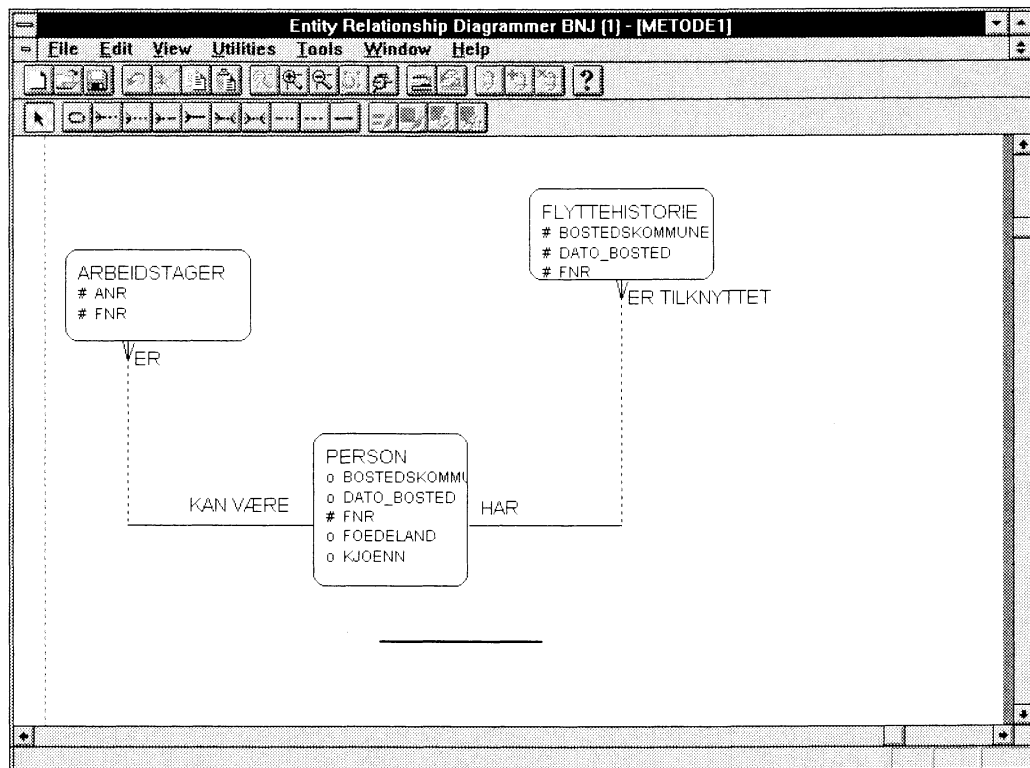 Entity Relationship Diagrammer BNJ (1) - [METODE1]
File Edit View Utilities Tools Window Help
?
FLYTTEHISTORIE
# BOSTEDSKOMMUNE
# DATO_BOSTED
# FNR
ER TILKNYTTET
ARBEIDSTAGER
# ANR
# FNR
ER
PERSON
o BOSTEDSKOMMU
o DATO_BOSTED
# FNR
o FOEDELAND
o KJOENN
KAN VÆRE
HAR